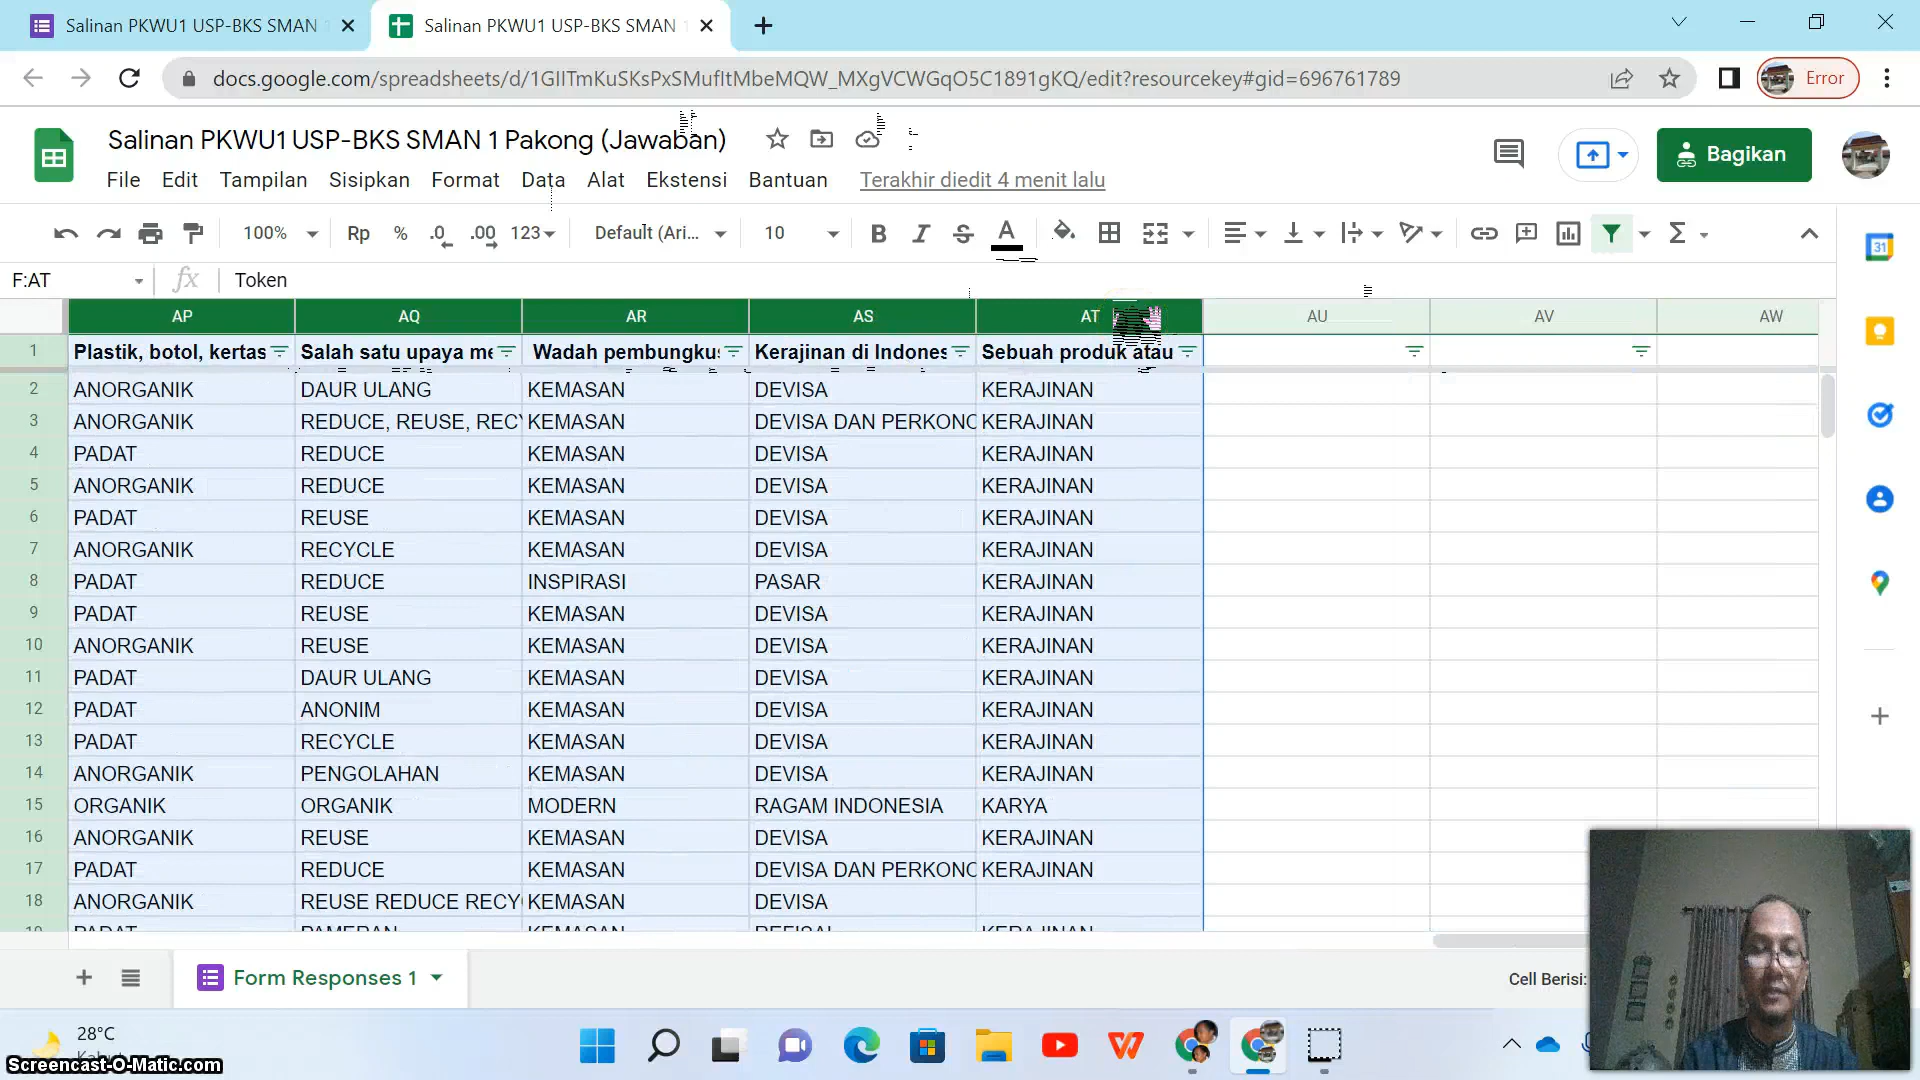 Salinan PKWU1 USP-BKS SMAN
Salinan PKWU1 USP-BKS SMAN 1
docs.google.com/spreadsheets/d/1GIITmKuSKsPxSMufItMbeMQW_MXgVCWGqO5C1891gKQ/edit?resourcekey#gid=696761789
Error
Salinan PKWU1 USP-BKS SMAN 1 Pakong (Jawaban)
Bagikan
File Edit Tampilan Sisipkan Format Data Alat Ekstensi Bantuan Terakhir diedit 4 menit lalu
100% Rp % .0 .00 123 Default (Ari... 10
31
F:AT fx Token
AP AQ AR AS AT AU AV AW
1 Plastik, botol, kertas Salah satu upaya me Wadah pembungku Kerajinan di Indones Sebuah produk atau
2 ANORGANIK DAUR ULANG KEMASAN DEVISA KERAJINAN
3 ANORGANIK REDUCE, REUSE, RECY KEMASAN DEVISA DAN PERKONO KERAJINAN
4 PADAT REDUCE KEMASAN DEVISA KERAJINAN
5 ANORGANIK REDUCE KEMASAN DEVISA KERAJINAN
6 PADAT REUSE KEMASAN DEVISA KERAJINAN
7 ANORGANIK RECYCLE KEMASAN DEVISA KERAJINAN
8 PADAT REDUCE INSPIRASI PASAR KERAJINAN
9 PADAT REUSE KEMASAN DEVISA KERAJINAN
10 ANORGANIK REUSE KEMASAN DEVISA KERAJINAN
11 PADAT DAUR ULANG KEMASAN DEVISA KERAJINAN
12 PADAT ANONIM KEMASAN DEVISA KERAJINAN
13 PADAT RECYCLE KEMASAN DEVISA KERAJINAN
14 ANORGANIK PENGOLAHAN KEMASAN DEVISA KERAJINAN
15 ORGANIK ORGANIK MODERN RAGAM INDONESIA KARYA
16 ANORGANIK REUSE KEMASAN DEVISA KERAJINAN
17 PADAT REDUCE KEMASAN DEVISA DAN PERKONO KERAJINAN
18 ANORGANIK REUSE REDUCE RECY KEMASAN DEVISA
Form Responses 1
Cell Berisi:
28°C
Screencast-O-Matic.com